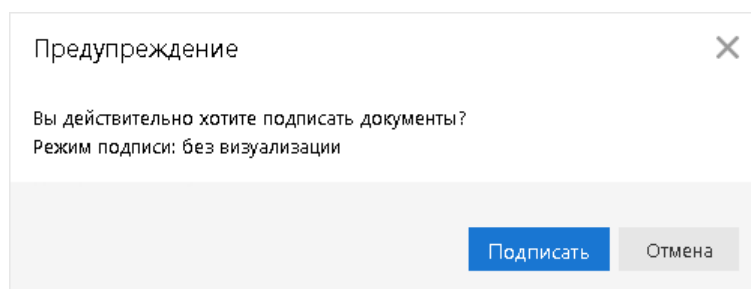 Предупреждение
Вы действительно хотите подписать документы?
Режим подписи: без визуализации
Подписать
Отмена